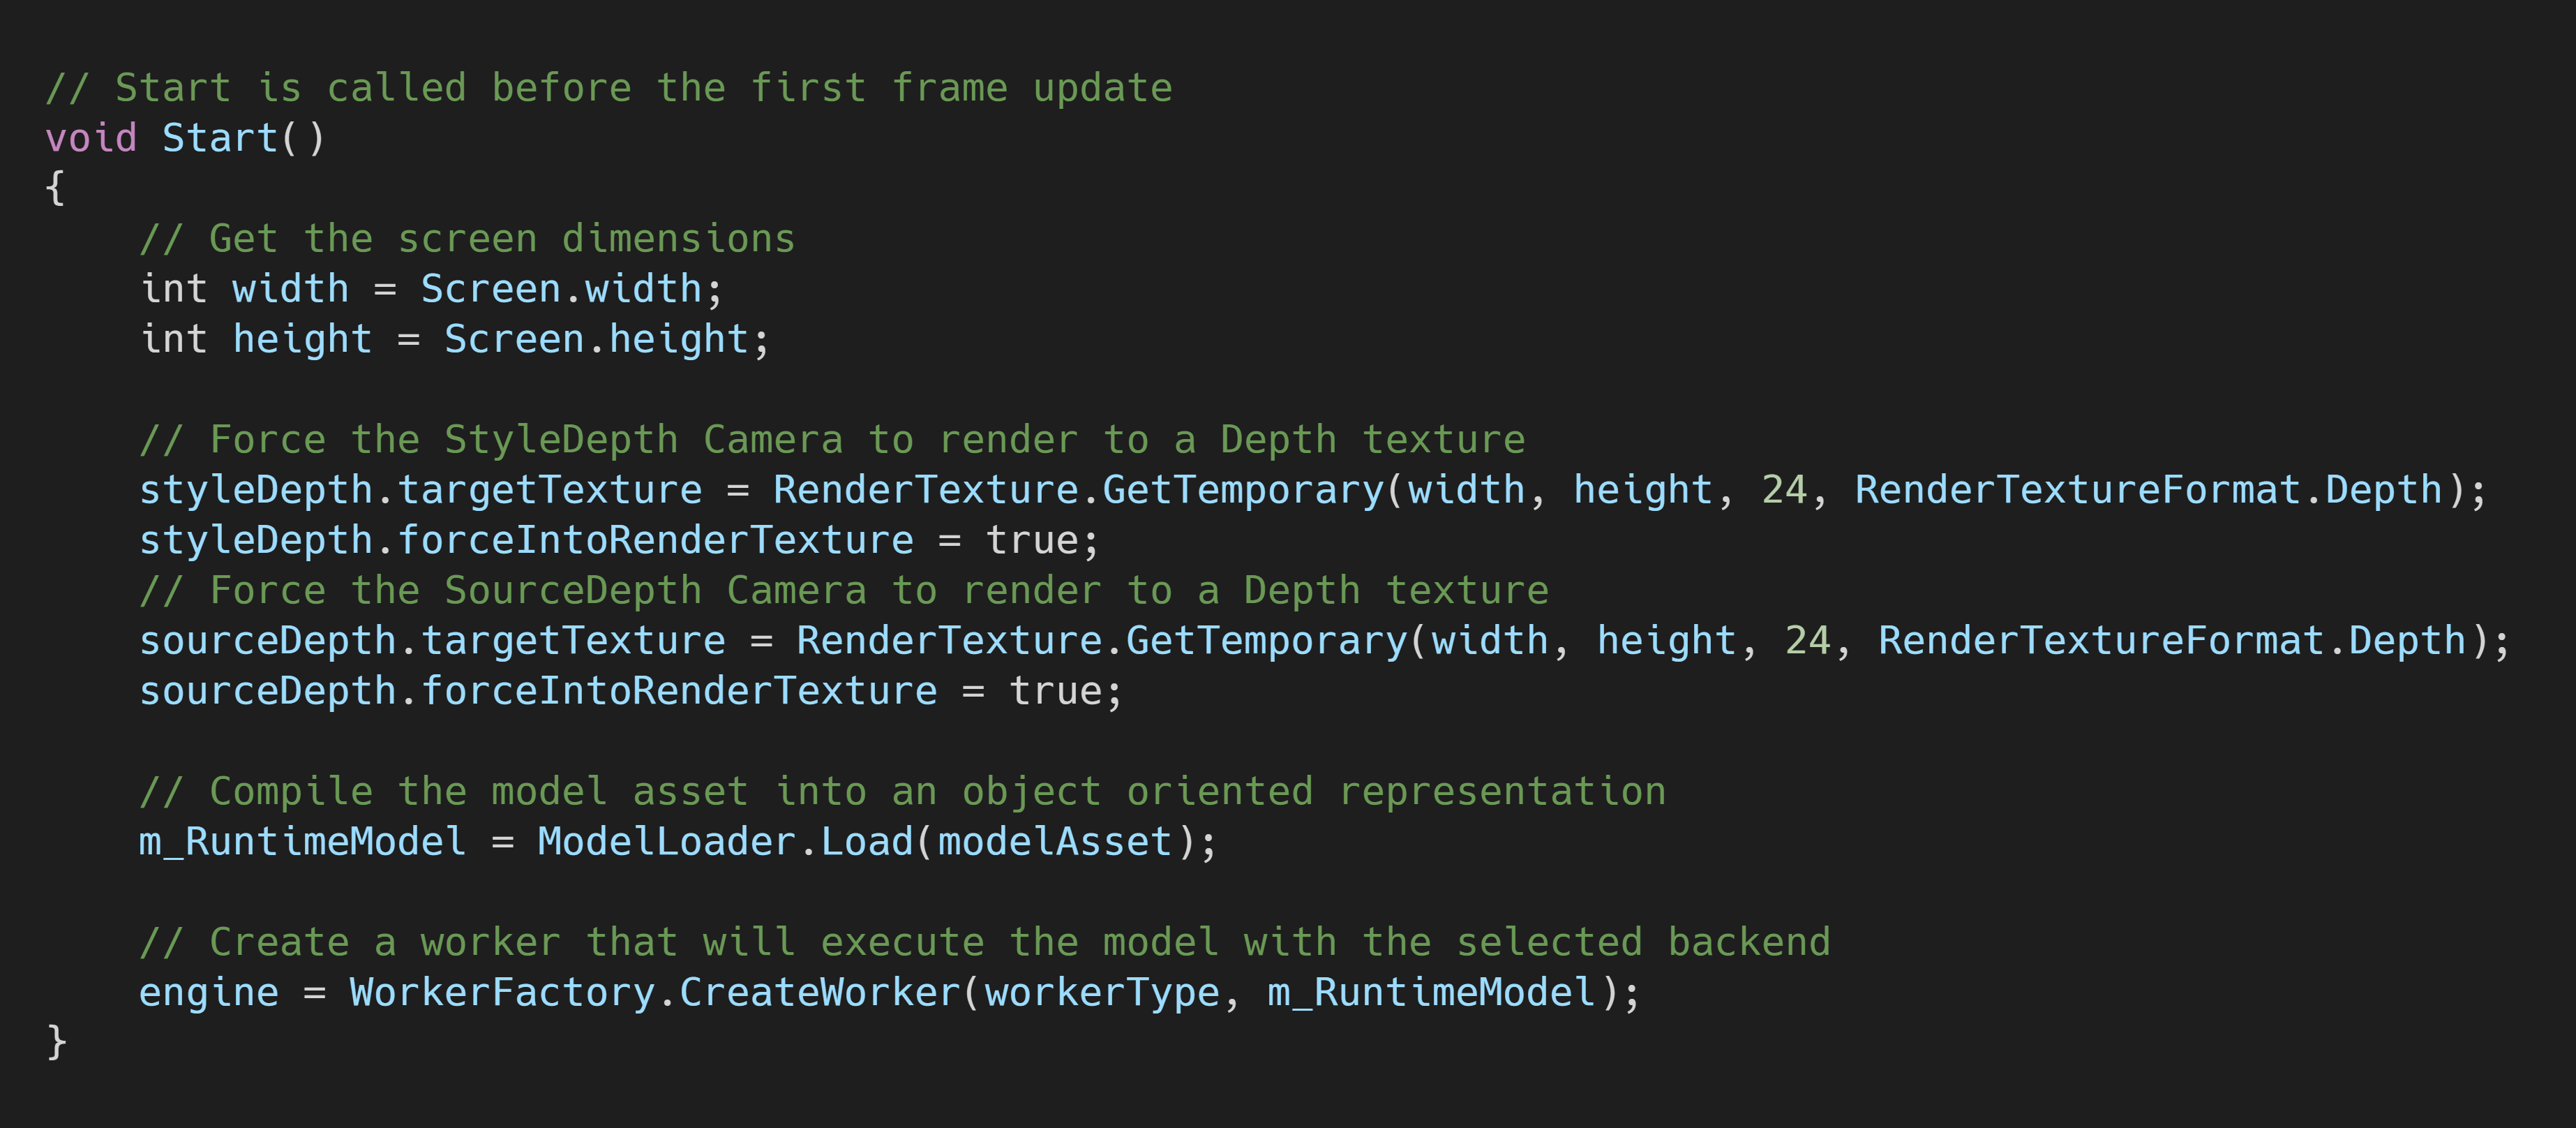 // Start is called before the first frame update
void Start()
{
    // Get the screen dimensions
    int width = Screen.width;
    int height = Screen.height;

    // Force the StyleDepth Camera to render to a Depth texture
    styleDepth.targetTexture = RenderTexture.GetTemporary(width, height, 24, RenderTextureFormat.Depth);
    styleDepth.forceIntoRenderTexture = true;
    // Force the SourceDepth Camera to render to a Depth texture
    sourceDepth.targetTexture = RenderTexture.GetTemporary(width, height, 24, RenderTextureFormat.Depth);
    sourceDepth.forceIntoRenderTexture = true;

    // Compile the model asset into an object oriented representation
    m_RuntimeModel = ModelLoader.Load(modelAsset);

    // Create a worker that will execute the model with the selected backend
    engine = WorkerFactory.CreateWorker(workerType, m_RuntimeModel);
}